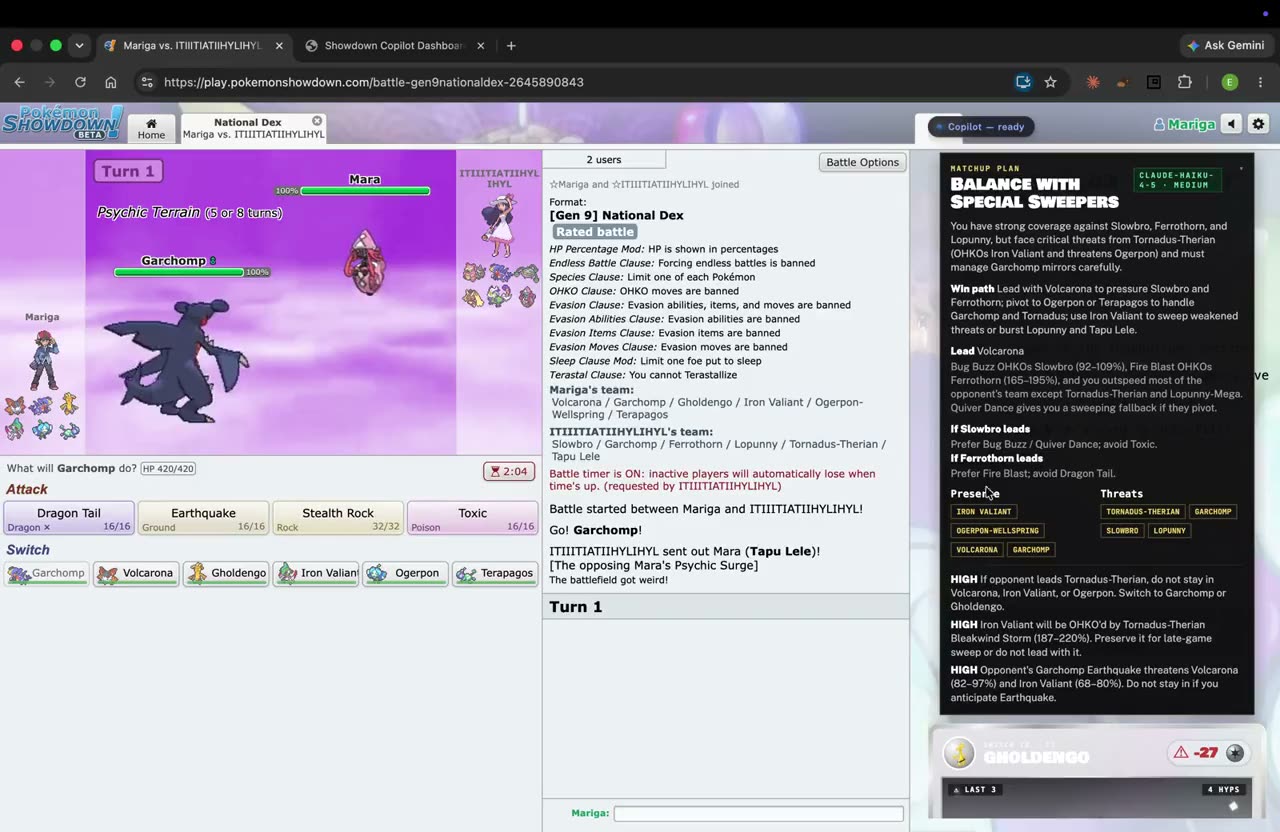 Mariga vs. ITIIITIATIIHYLIHYL
Showdown Copilot Dashboar
Ask Gemini
https://play.pokemonshowdown.com/battle-gen9nationaldex-2645890843
E
Pokémon
SHOWDOWN!
BETA
Home
National Dex
Mariga vs. ITIIITIATIIHYLIHYL
Copilot — ready
Mariga
Turn 1
Psychic Terrain (5 or 8 turns)
Mara
100%
Garchomp
100%
Mariga
ITIIITIATIIHYL
IHYL
What will Garchomp do? HP 420/420
2:04
Attack
Dragon Tail
Dragon × 16/16
Earthquake
Ground 16/16
Stealth Rock
Rock 32/32
Toxic
Poison 16/16
Switch
Garchomp
Volcarona
Gholdengo
Iron Valiant
Ogerpon
Terapagos
2 users
Battle Options
☆Mariga and ☆ITIIITIATIIHYLIHYL joined
Format:
[Gen 9] National Dex
Rated battle
HP Percentage Mod: HP is shown in percentages
Endless Battle Clause: Forcing endless battles is banned
Species Clause: Limit one of each Pokémon
OHKO Clause: OHKO moves are banned
Evasion Clause: Evasion abilities, items, and moves are banned
Evasion Abilities Clause: Evasion abilities are banned
Evasion Items Clause: Evasion items are banned
Evasion Moves Clause: Evasion moves are banned
Sleep Clause Mod: Limit one foe put to sleep
Terastal Clause: You cannot Terastallize
Mariga's team:
Volcarona / Garchomp / Gholdengo / Iron Valiant / Ogerpon-
Wellspring / Terapagos
ITIIITIATIIHYLIHYL's team:
Slowbro / Garchomp / Ferrothorn / Lopunny / Tornadus-Therian /
Tapu Lele
Battle timer is ON: inactive players will automatically lose when
time's up. (requested by ITIIITIATIIHYLIHYL)
Battle started between Mariga and ITIIITIATIIHYLIHYL!
Go! Garchomp!
ITIIITIATIIHYLIHYL sent out Mara (Tapu Lele)!
[The opposing Mara's Psychic Surge]
The battlefield got weird!
Turn 1
Mariga:
MATCHUP PLAN
BALANCE WITH
SPECIAL SWEEPERS
CLAUDE-HAIKU-
4-5 · MEDIUM
You have strong coverage against Slowbro, Ferrothorn, and
Lopunny, but face critical threats from Tornadus-Therian
(OHKOs Iron Valiant and threatens Ogerpon) and must
manage Garchomp mirrors carefully.
Win path Lead with Volcarona to pressure Slowbro and
Ferrothorn; pivot to Ogerpon or Terapagos to handle
Garchomp and Tornadus; use Iron Valiant to sweep weakened
threats or burst Lopunny and Tapu Lele.
Lead Volcarona
Bug Buzz OHKOs Slowbro (92–109%), Fire Blast OHKOs
Ferrothorn (165–195%), and you outspeed most of the
opponent's team except Tornadus-Therian and Lopunny-Mega.
Quiver Dance gives you a sweeping fallback if they pivot.
If Slowbro leads
Prefer Bug Buzz / Quiver Dance; avoid Toxic.
If Ferrothorn leads
Prefer Fire Blast; avoid Dragon Tail.
Preserve
IRON VALIANT
OGERPON-WELLSPRING
VOLCARONA
GARCHOMP
Threats
TORNADUS-THERIAN
GARCHOMP
SLOWBRO
LOPUNNY
HIGH If opponent leads Tornadus-Therian, do not stay in
Volcarona, Iron Valiant, or Ogerpon. Switch to Garchomp or
Gholdengo.
HIGH Iron Valiant will be OHKO'd by Tornadus-Therian
Bleakwind Storm (187–220%). Preserve it for late-game
sweep or do not lead with it.
HIGH Opponent's Garchomp Earthquake threatens Volcarona
(82–97%) and Iron Valiant (68–80%). Do not stay in if you
anticipate Earthquake.
GHOLDENGO
-27
LAST 3
4 HYPS